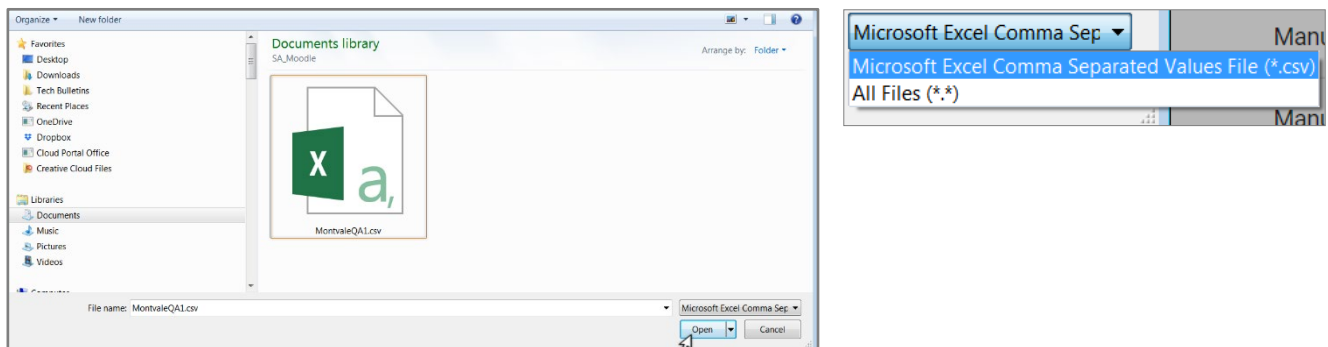 Organize New folder
Favorites
Desktop
Downloads
Tech Bulletins
Recent Places
OneDrive
Dropbox
Cloud Portal Office
Creative Cloud Files
Libraries
Documents
Music
Pictures
Videos
Documents library
SA_Moodle
Arrange by: Folder
X
a,
MontvaleQA1.csv
File name: MontvaleQA1.csv
Microsoft Excel Comma Sep
Open Cancel
Microsoft Excel Comma Sep
Manu
Microsoft Excel Comma Separated Values File (*.csv)
All Files (*.*)
Manu